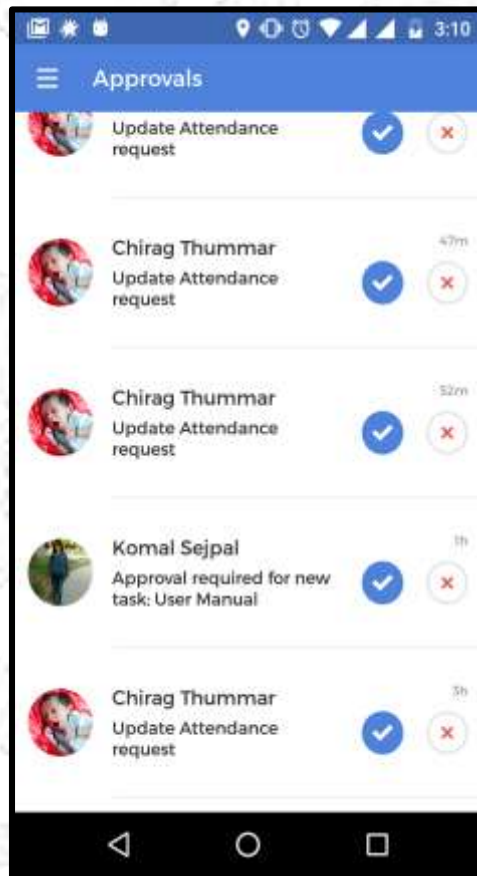 3:10
Approvals
Update Attendance
request
47m
Chirag Thummar
Update Attendance
request
52m
Chirag Thummar
Update Attendance
request
1h
Komal Sejpal
Approval required for new
task: User Manual
3h
Chirag Thummar
Update Attendance
request